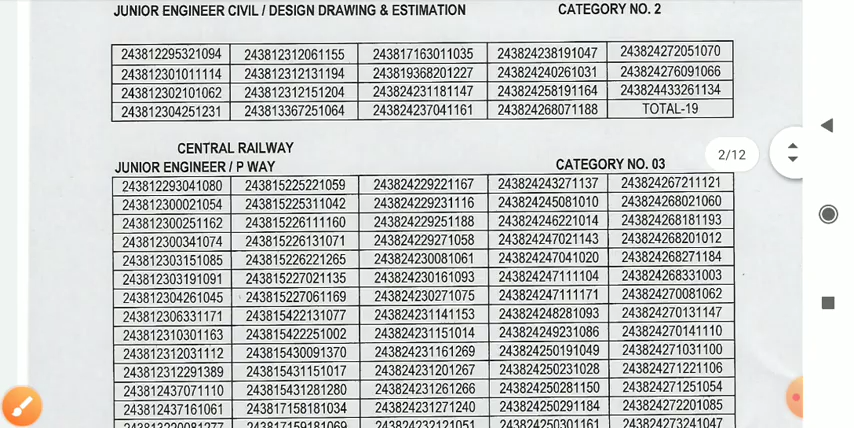 JUNIOR ENGINEER CIVIL / DESIGN DRAWING & ESTIMATION CATEGORY NO. 2
243812295321094 243812312061155 243817163011035 243824238191047 243824272051070
243812301011114 243812312131194 243819368201227 243824240261031 243824276091066
243812302101062 243812312151204 243824231181147 243824258191164 243824433261134
243812304251231 243813367251064 243824237041161 243824268071188 TOTAL-19
CENTRAL RAILWAY
JUNIOR ENGINEER / P WAY CATEGORY NO. 03
2/12
243812293041080 243815225221059 243824229221167 243824243271137 243824267211121
243812300021054 243815225311042 243824229231116 243824245081010 243824268021060
243812300251162 243815226111160 243824229251188 243824246221014 243824268181193
243812300341074 243815226131071 243824229271058 243824247021143 243824268201012
243812303151085 243815226221265 243824230081061 243824247041020 243824268271184
243812303191091 243815227021135 243824230161093 243824247111104 243824268331003
243812304261045 243815227061169 243824230271075 243824247111171 243824270081062
243812306331171 243815422131077 243824231141153 243824248281093 243824270131147
243812310301163 243815422251002 243824231151014 243824249231086 243824270141110
243812312031112 243815430091370 243824231161269 243824250191049 243824271031100
243812312291389 243815431151017 243824231201267 243824250231028 243824271221106
243812437071110 243815431281280 243824231261266 243824250281150 243824271251054
243812437161061 243817158181034 243824231271240 243824250291184 243824272201085
243813220081277 243817159181069 243824232121051 243824250301161 243824273241047